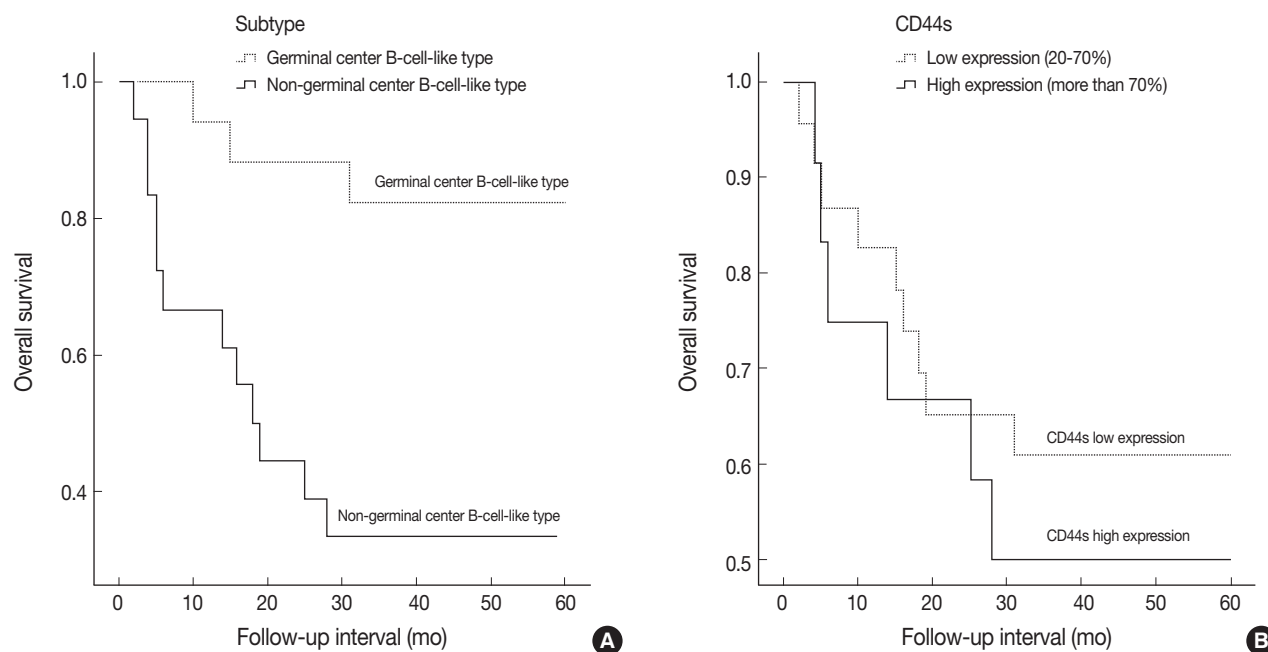 Subtype
Germinal center B-cell-like type
Non-germinal center B-cell-like type
1.0
0.8
0.6
0.4
Overall survival
Germinal center B-cell-like type
Non-germinal center B-cell-like type
0 10 20 30 40 50 60
Follow-up interval (mo)
A
CD44s
Low expression (20-70%)
High expression (more than 70%)
1.0
0.9
0.8
0.7
0.6
0.5
Overall survival
CD44s low expression
CD44s high expression
0 10 20 30 40 50 60
Follow-up interval (mo)
B